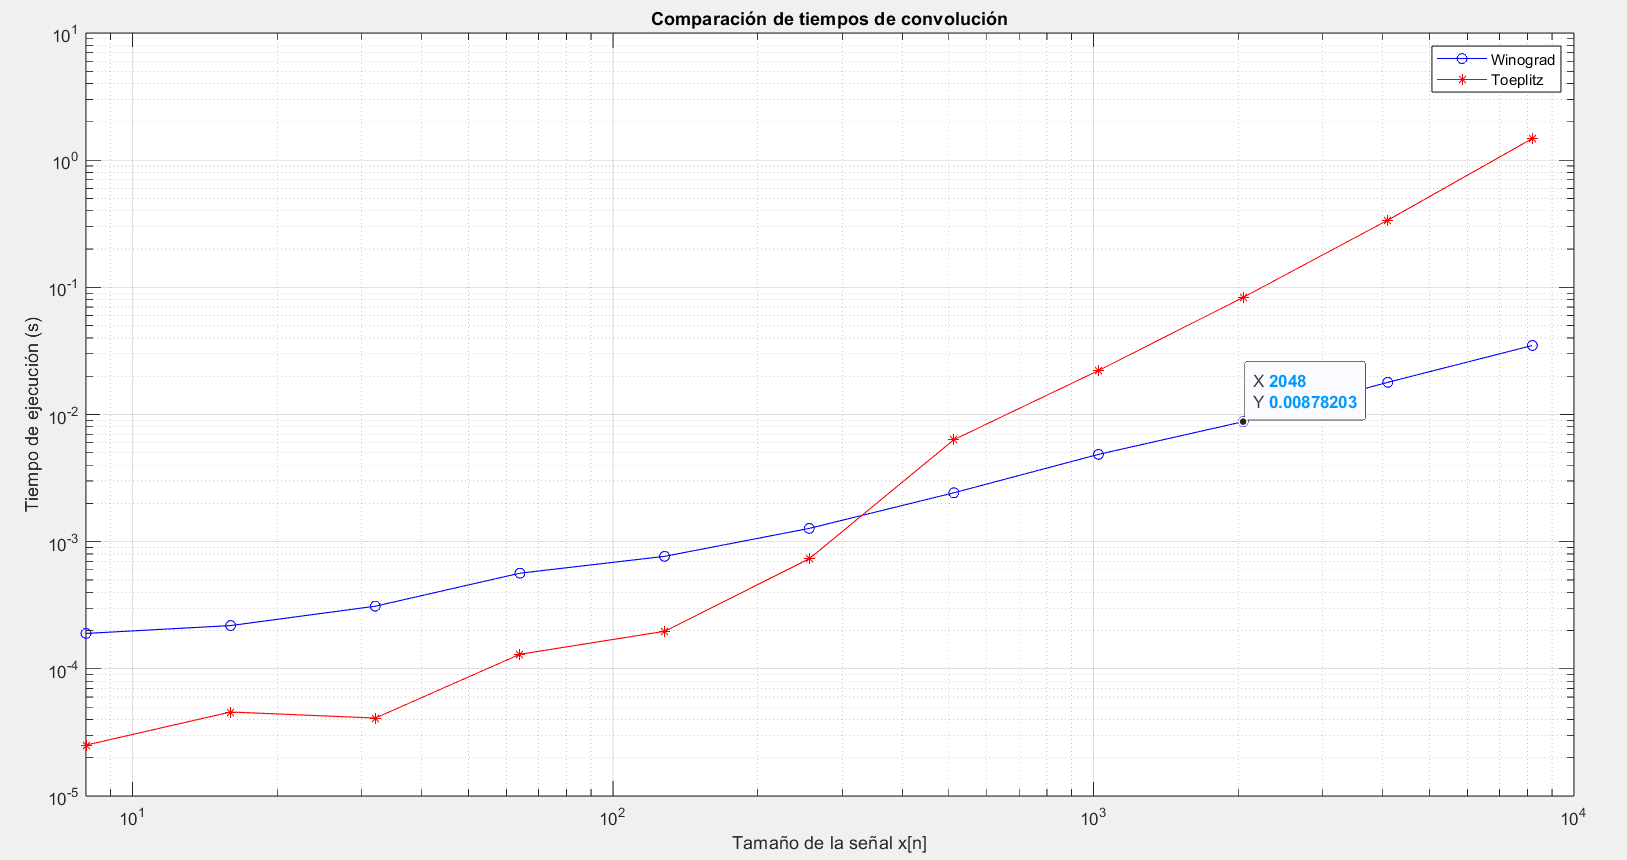 Comparación de tiempos de convolución
Winograd
Toeplitz
10^1
10^0
10^-1
10^-2
10^-3
10^-4
10^-5
Tiempo de ejecución (s)
X 2048
Y 0.00878203
10^1 10^2 10^3 10^4
Tamaño de la señal x[n]